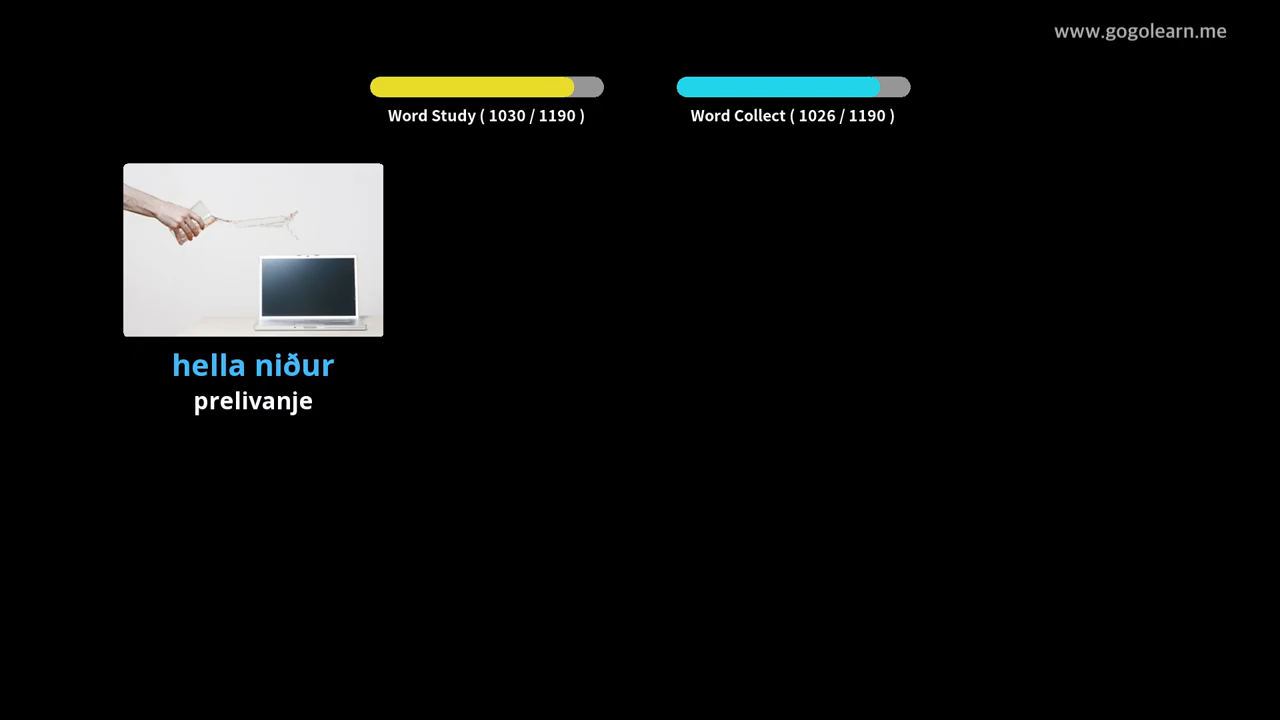 www.gogolearn.me
Word Study ( 1030 / 1190 )
Word Collect ( 1026 / 1190 )
hella niður
prelivanje